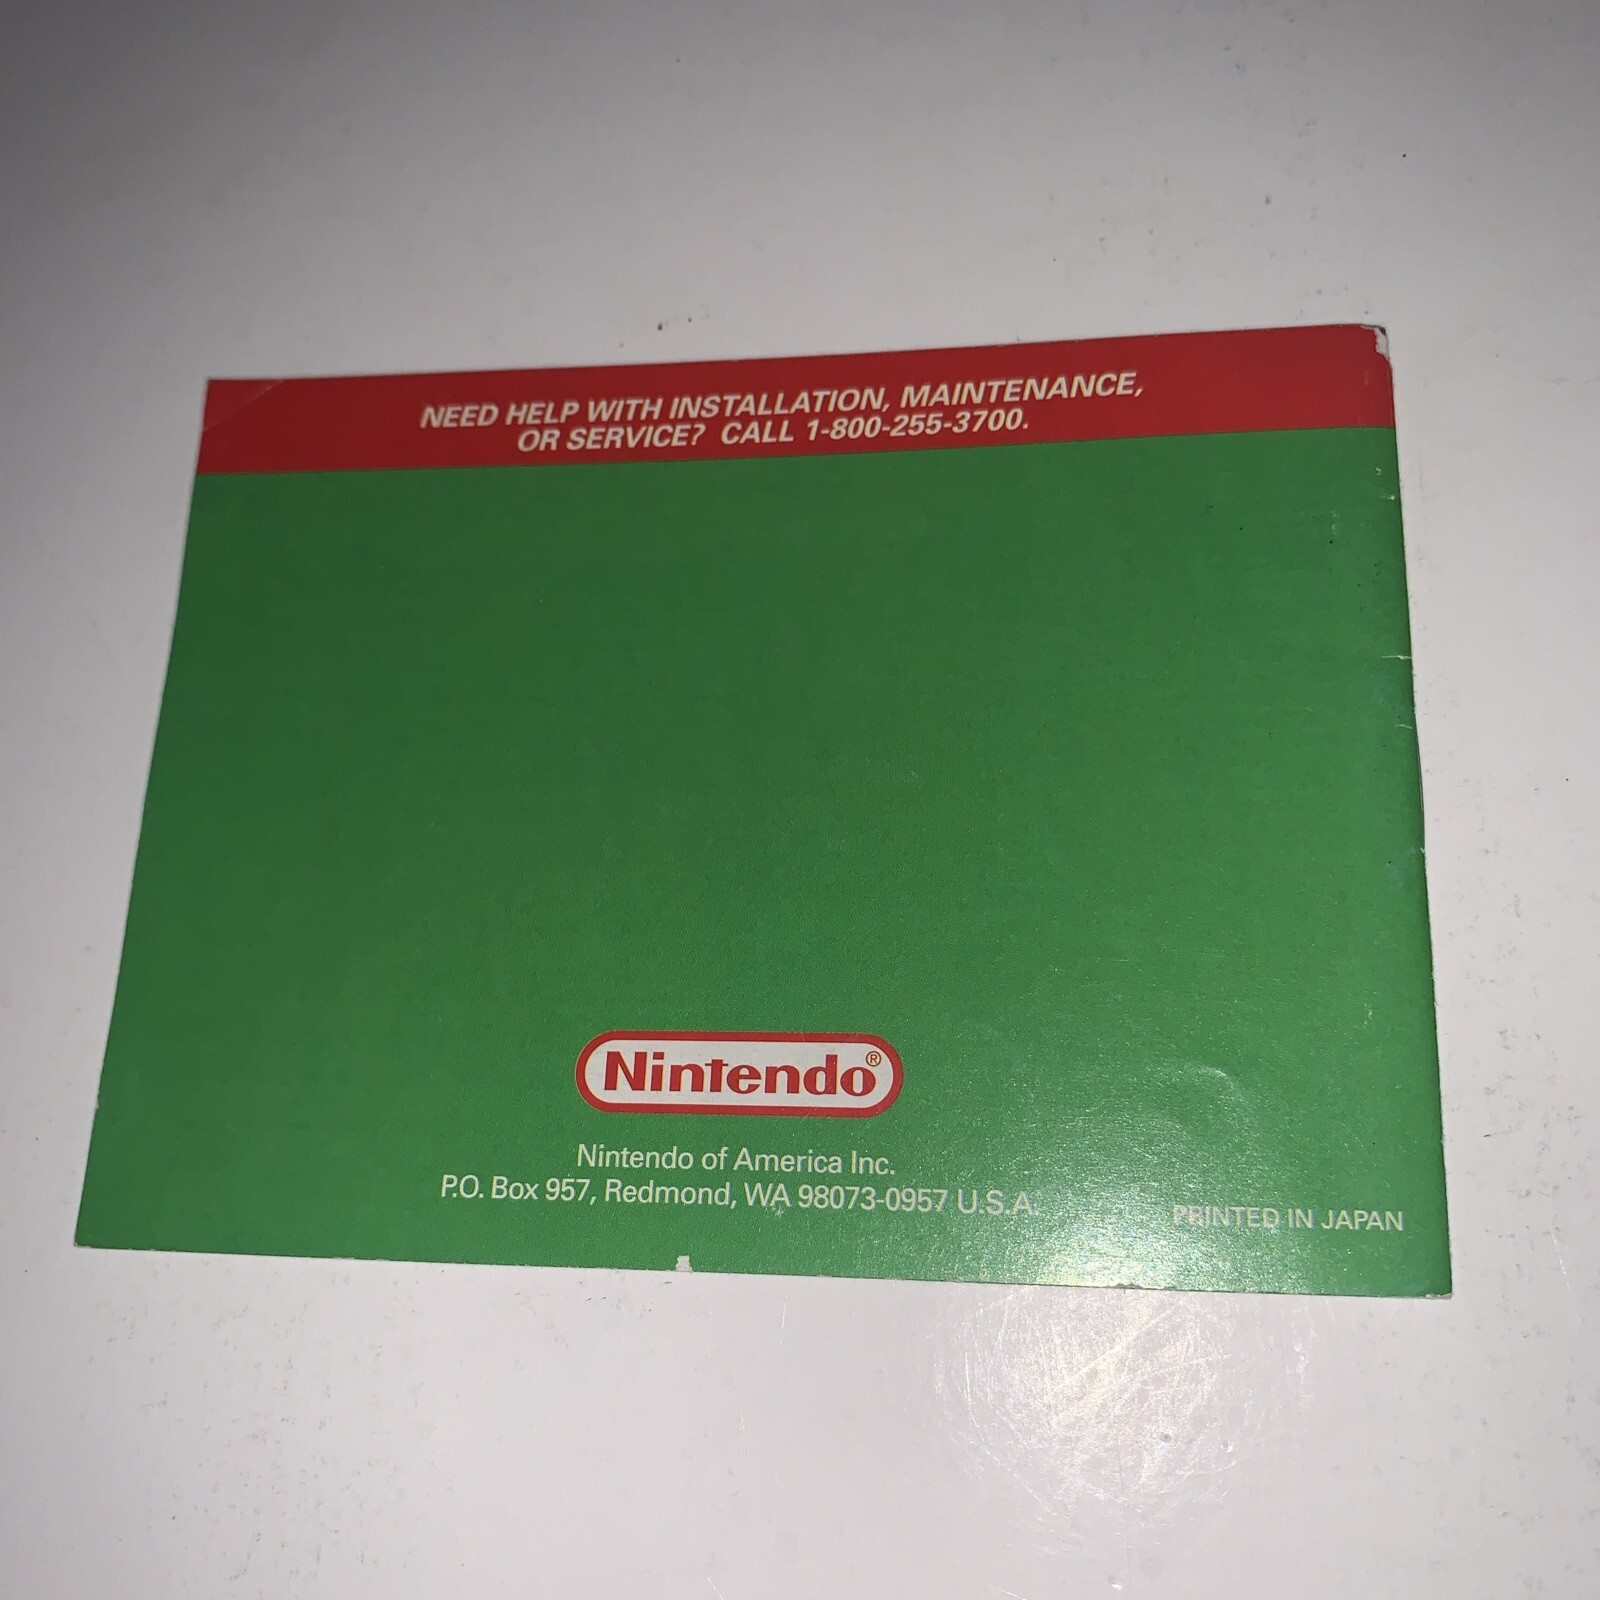 NEED HELP WITH INSTALLATION, MAINTENANCE,
OR SERVICE? CALL 1-800-255-3700.
Nintendo®
Nintendo of America Inc.
P.O. Box 957, Redmond, WA 98073-0957 U.S.A.
PRINTED IN JAPAN